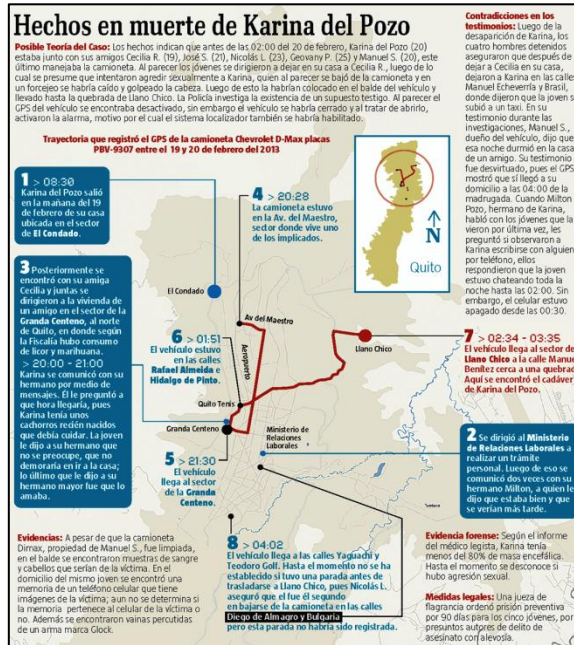 Hechos en muerte de Karina del Pozo
Posible Teoría del Caso: Los hechos indican que antes de las 02:00 del 20 de febrero, Karina del Pozo (20)
estaba junto con sus amigos Cecilia R. (19), José S. (21), Nicolás L. (23), Geovany P. (25) y Manuel S. (20), este
último manejaba la camioneta. Al parecer los jóvenes se dirigieron a dejar en su casa a Cecilia R., luego de lo
cual se presume que intentaron agredir sexualmente a Karina, quien al parecer se bajó de la camioneta y en
un forcejeo se habría caído y golpeado la cabeza. Luego de esto la habrían colocado en el balde del vehículo y
llevado hasta la quebrada de Llano Chico. La Policía investiga la existencia de un supuesto testigo. Al parecer el
GPS del vehículo se encontraba desactivado, sin embargo el vehículo se habría cerrado y al tratar de abrirlo,
activaron la alarma, motivo por el cual el sistema localizador también se habría habilitado.
Trayectoria que registró el GPS de la camioneta Chevrolet D-Max placas
PBV-9307 entre el 19 y 20 de febrero del 2013
1 > 08:30
Karina del Pozo salió
en la mañana del 19
de febrero de su casa
ubicada en el sector
de El Condado.
3 Posteriormente se
encontró con su amiga
Cecilia y juntas se
dirigieron a la vivienda de
un amigo en el sector de la
Granda Centeno, al norte
de Quito, en donde según
la Fiscalía hubo consumo
de licor y marihuana.
> 20:00 - 21:00
Karina se comunicó con su
hermano por medio de
mensajes. Él le preguntó a
que hora llegaría, pues
Karina tenía unos
cachorros recién nacidos
que debía cuidar. La joven
le dijo a su hermano que
no se preocupe, que no
demoraría en ir a la casa;
lo último que le dijo a su
hermano mayor fue que lo
amaba.
4 > 20:28
La camioneta estuvo
en la Av. del Maestro,
sector donde vive uno
de los implicados.
El Condado
Av del Maestro
Aeropuerto
6 > 01:51
El vehículo estuvo
en las calles
Rafael Almeida e
Hidalgo de Pinto.
Quito Tenis
Granda Centeno
Llano Chico
Ministerio de
Relaciones
Laborales
5 > 21:30
El vehículo
llega al sector
de la Granda
Centeno.
N
Quito
7 > 02:34 - 03:35
El vehículo llega al sector de
Llano Chico a la calle Manuel
Benítez cerca a una quebrada.
Aquí se encontró el cadáver
de Karina del Pozo.
2 Se dirigió al Ministerio
de Relaciones Laborales a
realizar un trámite
personal. Luego de eso se
comunicó dos veces con su
hermano Milton, a quien le
dijo que estaba bien y que
se verían más tarde.
8 > 04:02
El vehículo llega a las calles Yaguachi y
Teodoro Golf. Hasta el momento no se ha
establecido si tuvo una parada antes de
trasladarse a Llano Chico, pues Nicolás L.
aseguró que él fue él segundo
en bajarse de la camioneta en las calles
Diego de Almagro y Bulgaria
pero esta parada no habría sido registrada.
Contradicciones en los
testimonios: Luego de la
desaparición de Karina, los
cuatro hombres detenidos
aseguraron que después de
dejar a Cecilia en su casa,
dejaron a Karina en las calles
Manuel Echeverría y Brasil,
donde dijeron que la joven se
subió a un taxi. En su
testimonio durante las
investigaciones, Manuel S.,
dueño del vehículo, dijo que
esa noche durmió en la casa
de un amigo. Su testimonio
fue desvirtuado, pues el GPS
mostró que sí llegó a su
domicilio a las 04:00 de la
madrugada. Cuando Milton
Pozo, hermano de Karina,
habló con los jóvenes que la
vieron por última vez, les
preguntó si observaron a
Karina escribirse con alguien
por teléfono, ellos
respondieron que la joven
estuvo chateando toda la
noche hasta las 02:00. Sin
embargo, el celular estuvo
apagado desde las 00:30.
Evidencias: A pesar de que la camioneta
Dimax, propiedad de Manuel S., fue limpiada,
en el balde se encontraron muestras de sangre
y cabellos que serían de la víctima. En el
domicilio del mismo joven se encontró una
memoria de un teléfono celular que tiene
imágenes de la víctima; aun no se determina si
la memoria pertenece al celular de la víctima o
no. Además se encontraron vainas percutidas
de un arma marca Glock.
Evidencia forense: Según el informe
del médico legista, Karina tenía
menos del 80% de masa encefálica.
Hasta el momento se desconoce si
hubo agresión sexual.
Medidas legales: Una jueza de
flagrancia ordenó prisión preventiva
por 90 días para los cinco jóvenes, por
presuntos autores de delito de
asesinato con alevosía.